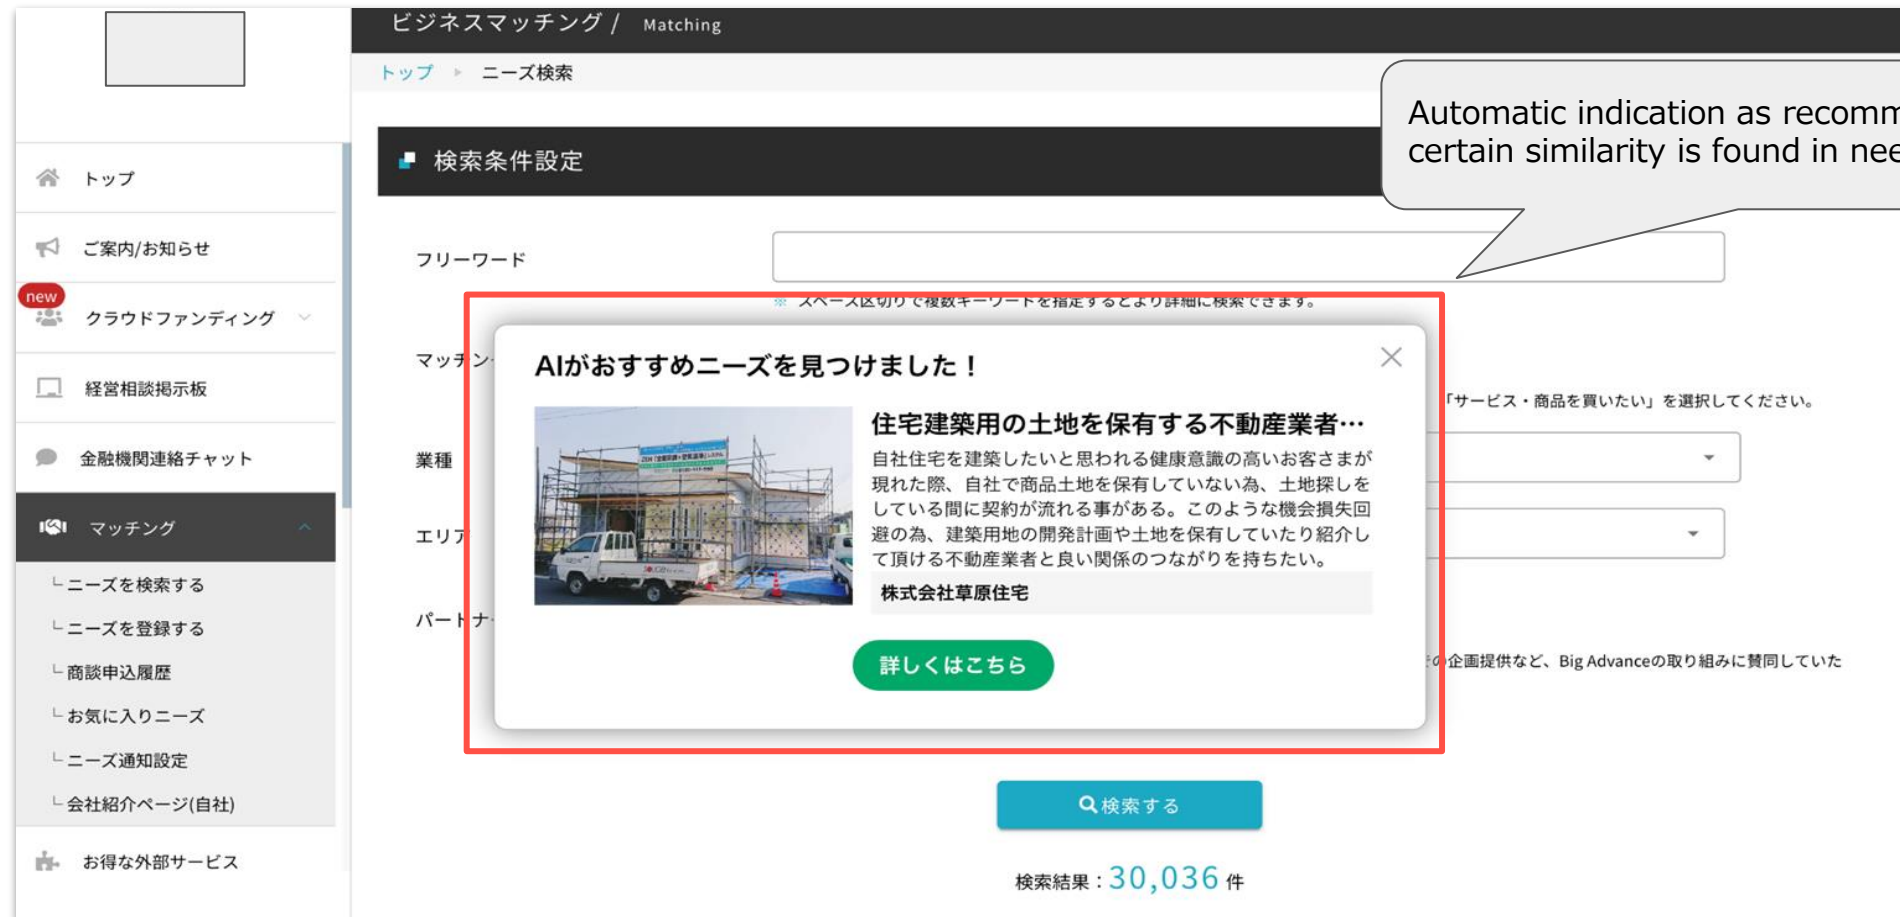 ビジネスマッチング / Matching
トップ ▸ ニーズ検索
Automatic indication as recomm
certain similarity is found in nee
検索条件設定
トップ
ご案内/お知らせ
new
クラウドファンディング
経営相談掲示板
金融機関連絡チャット
マッチング
└ ニーズを検索する
└ ニーズを登録する
└ 商談申込履歴
└ お気に入りニーズ
└ ニーズ通知設定
└ 会社紹介ページ(自社)
お得な外部サービス
フリーワード
※ スペース区切りで複数キーワードを指定するとより詳細に検索できます。
マッチン
「サービス・商品を買いたい」を選択してください。
業種
エリア
パートナ
の企画提供など、Big Advanceの取り組みに賛同していた
AIがおすすめニーズを見つけました！
住宅建築用の土地を保有する不動産業者…
自社住宅を建築したいと思われる健康意識の高いお客さまが
現れた際、自社で商品土地を保有していない為、土地探しを
している間に契約が流れる事がある。このような機会損失回
避の為、建築用地の開発計画や土地を保有していたり紹介し
て頂ける不動産業者と良い関係のつながりを持ちたい。
株式会社草原住宅
詳しくはこちら
検索する
検索結果：30,036 件